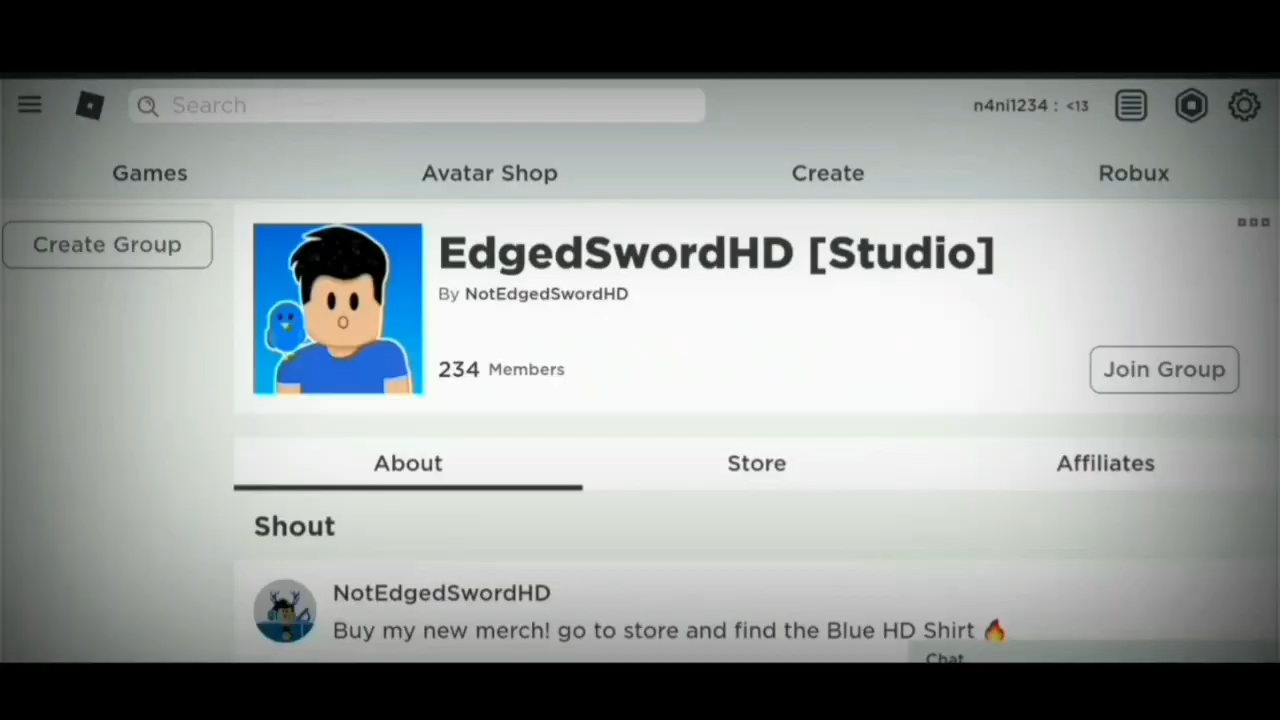 Search
n4ni1234 : <13
Games
Avatar Shop
Create
Robux
Create Group
EdgedSwordHD [Studio]
By NotEdgedSwordHD
234 Members
Join Group
About
Store
Affiliates
Shout
NotEdgedSwordHD
Buy my new merch! go to store and find the Blue HD Shirt 🔥
Chat